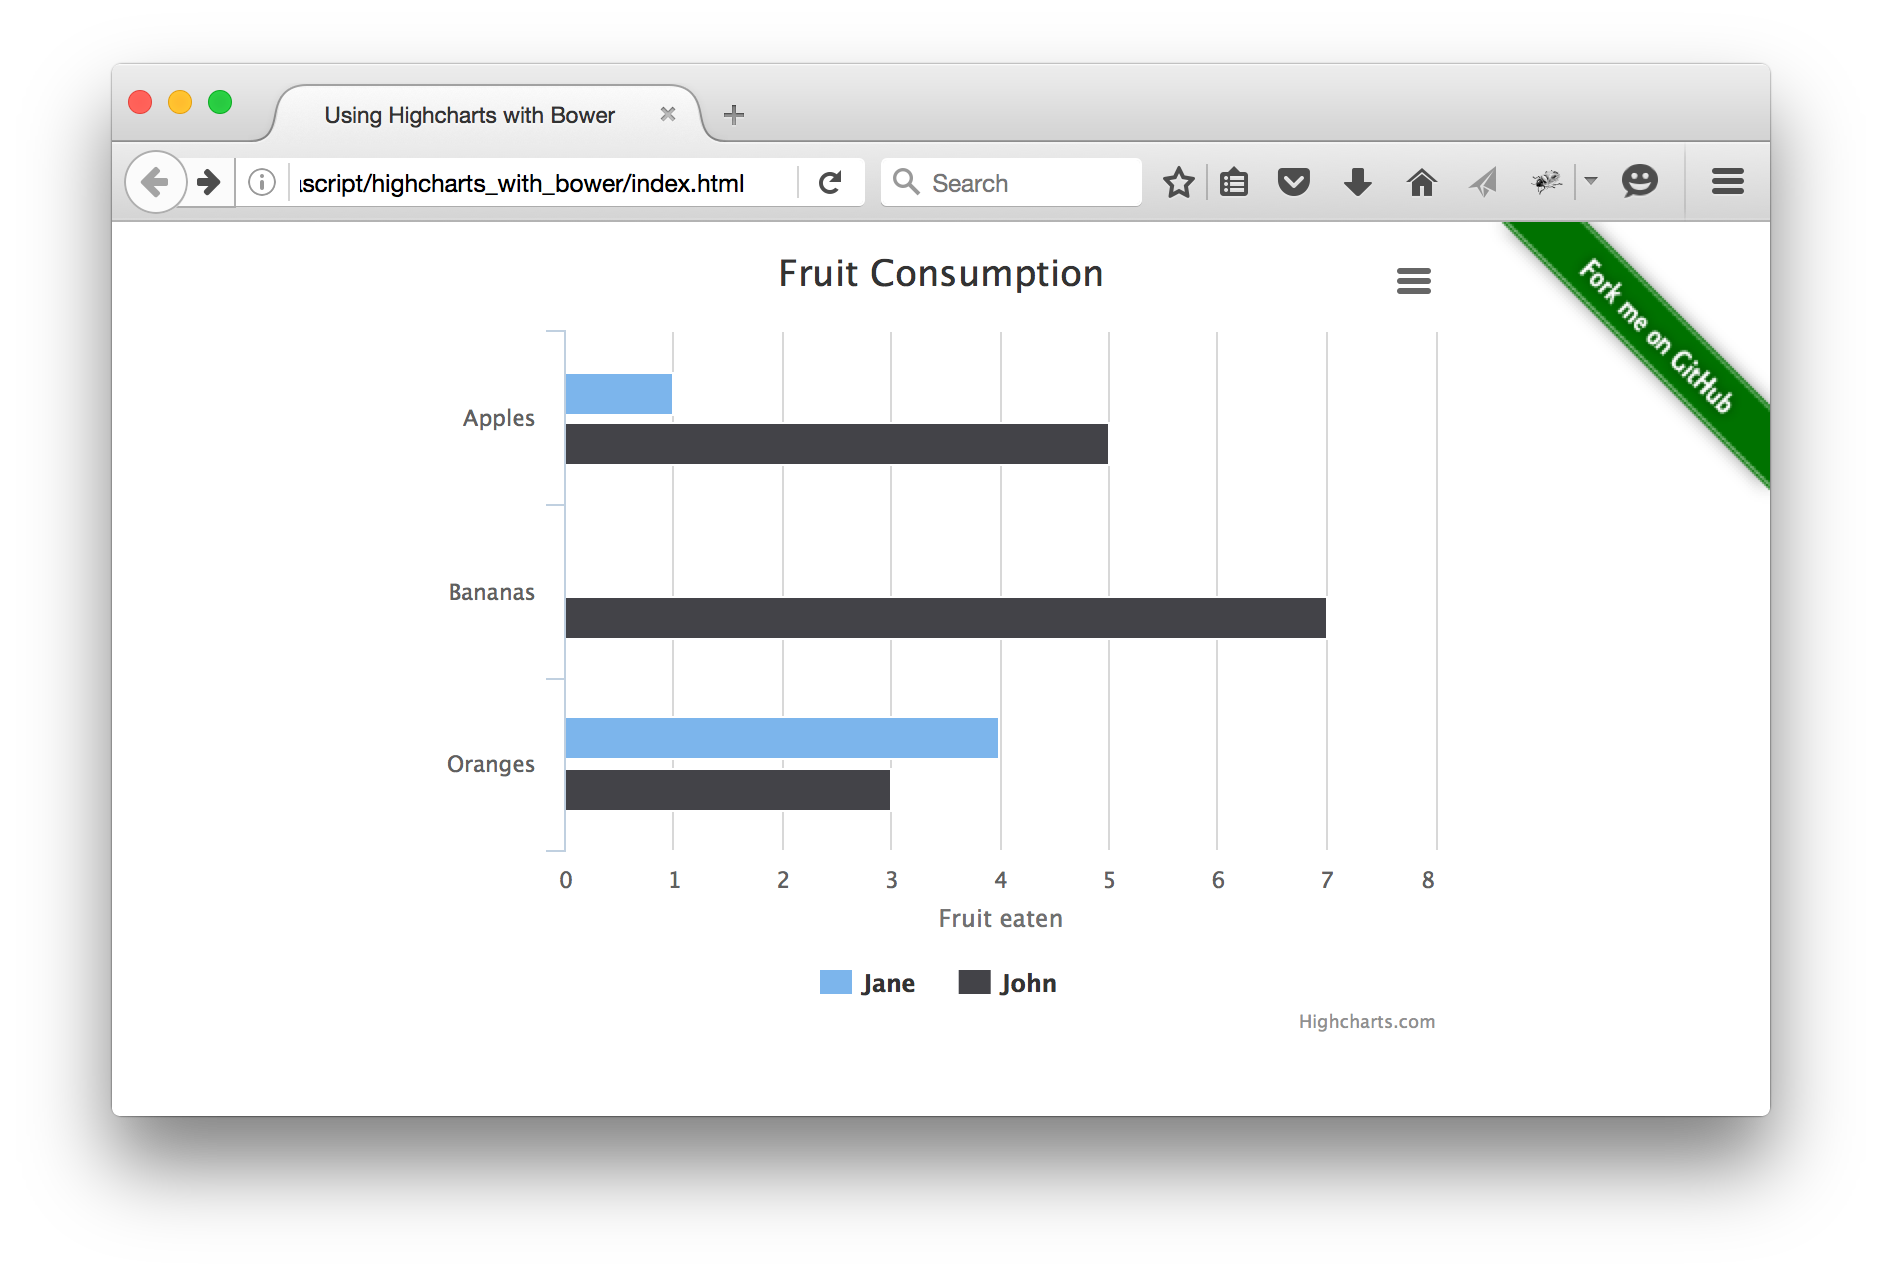 Using Highcharts with Bower
ascript/highcharts_with_bower/index.html
Search
Fork me on GitHub
Fruit Consumption
Apples
Bananas
Oranges
0 1 2 3 4 5 6 7 8
Fruit eaten
Jane John
Highcharts.com